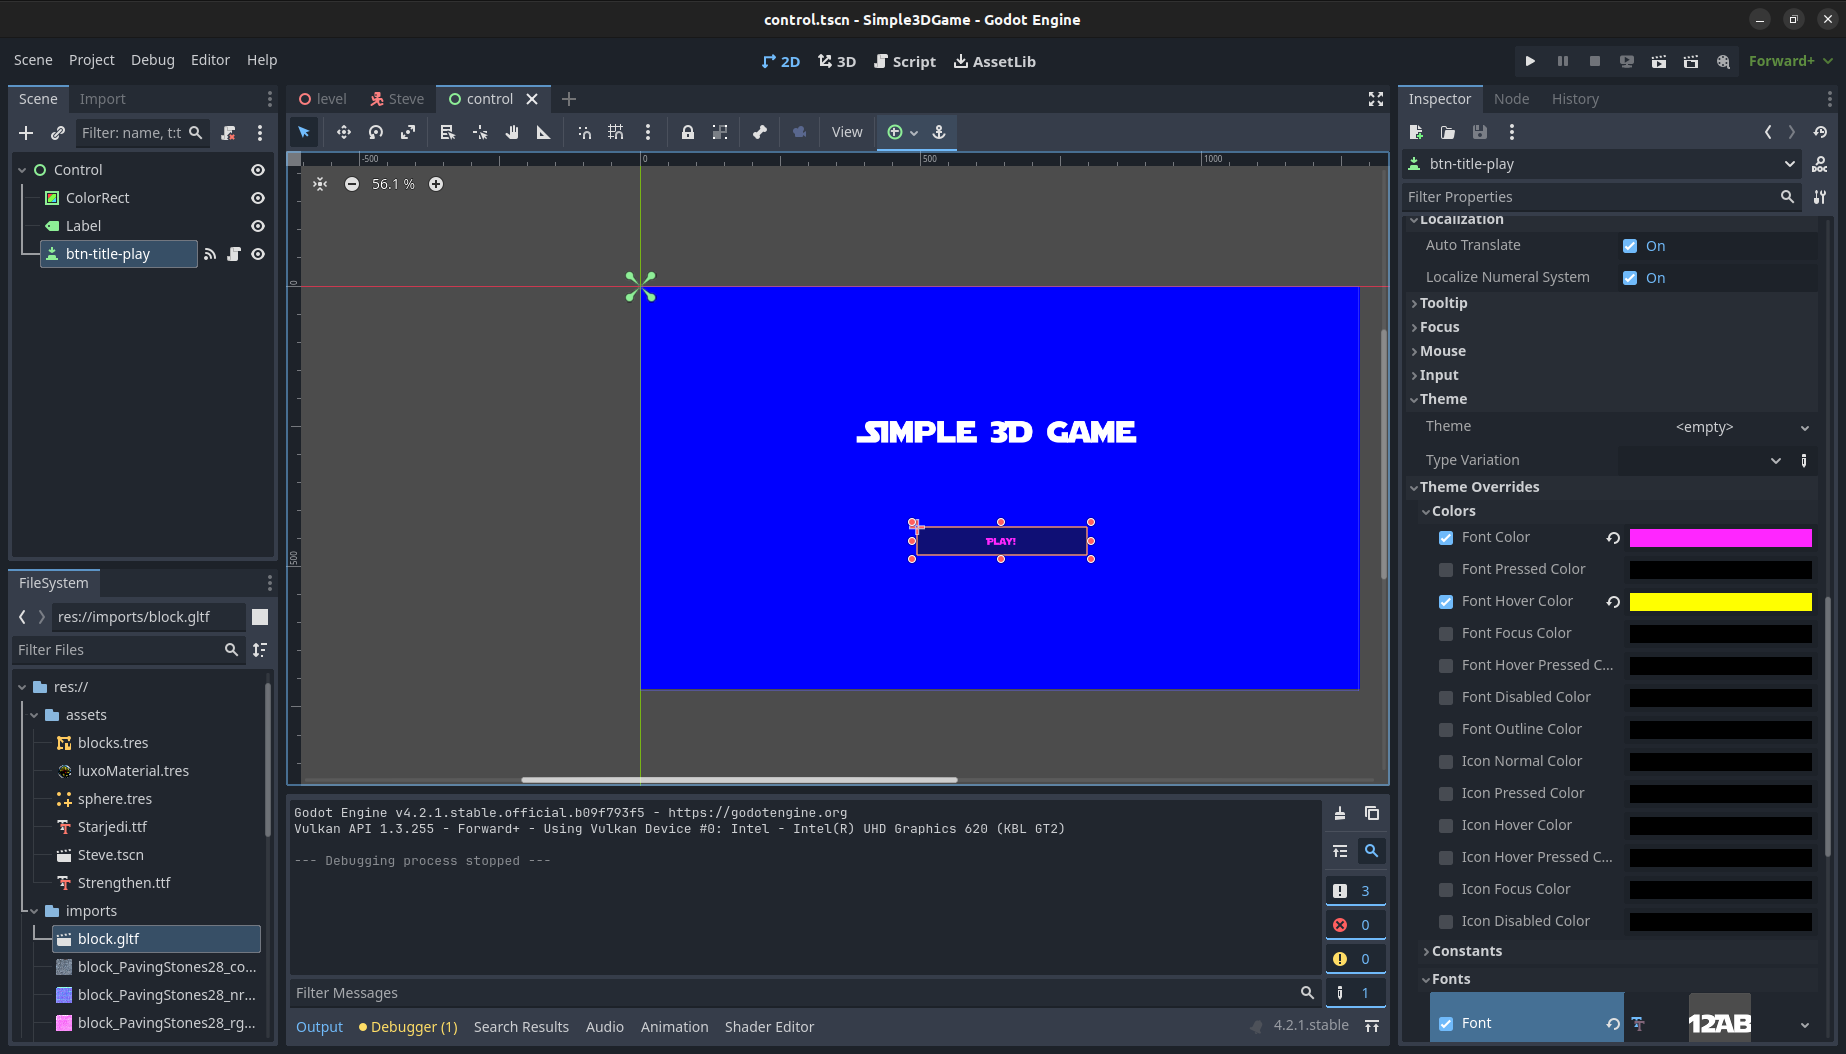 control.tscn - Simple3DGame - Godot Engine
Scene Project Debug Editor Help
2D 3D Script AssetLib
Forward+
Scene Import
Filter: name, t:t
Control
ColorRect
Label
btn-title-play
FileSystem
res://imports/block.gltf
Filter Files
res://
assets
blocks.tres
luxoMaterial.tres
sphere.tres
Starjedi.ttf
Steve.tscn
Strengthen.ttf
imports
block.gltf
block_PavingStones28_co...
block_PavingStones28_nr...
block_PavingStones28_rg...
level Steve control
View
-500 0 500 1000
0
500
56.1 %
SIMPLE 3D GAME
PLAY!
Godot Engine v4.2.1.stable.official.b09f793f5 - https://godotengine.org
Vulkan API 1.3.255 - Forward+ - Using Vulkan Device #0: Intel - Intel(R) UHD Graphics 620 (KBL GT2)
--- Debugging process stopped ---
3
0
0
1
Filter Messages
Output Debugger (1) Search Results Audio Animation Shader Editor
4.2.1.stable
Inspector Node History
btn-title-play
DOC
Filter Properties
Localization
Auto Translate On
Localize Numeral System On
Tooltip
Focus
Mouse
Input
Theme
Theme <empty>
Type Variation
Theme Overrides
Colors
Font Color
Font Pressed Color
Font Hover Color
Font Focus Color
Font Hover Pressed C...
Font Disabled Color
Font Outline Color
Icon Normal Color
Icon Pressed Color
Icon Hover Color
Icon Hover Pressed C...
Icon Focus Color
Icon Disabled Color
Constants
Fonts
Font 12AB